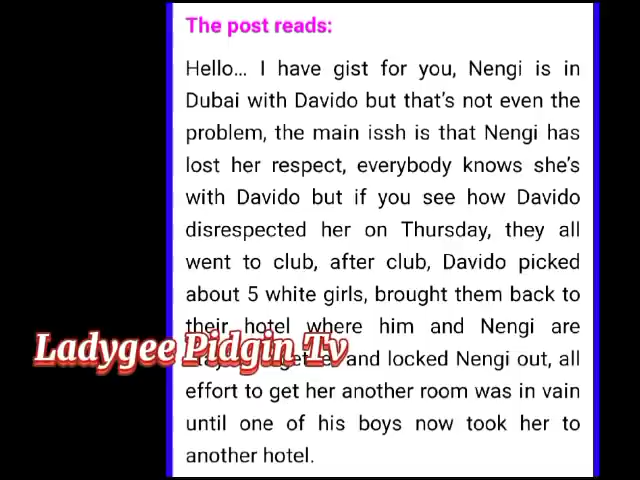 The post reads:
Hello... I have gist for you, Nengi is in
Dubai with Davido but that's not even the
problem, the main issh is that Nengi has
lost her respect, everybody knows she's
with Davido but if you see how Davido
disrespected her on Thursday, they all
went to club, after club, Davido picked
about 5 white girls, brought them back to
their hotel where him and Nengi are
Ladygee Pidgin Tv
and locked Nengi out, all
effort to get her another room was in vain
until one of his boys now took her to
another hotel.